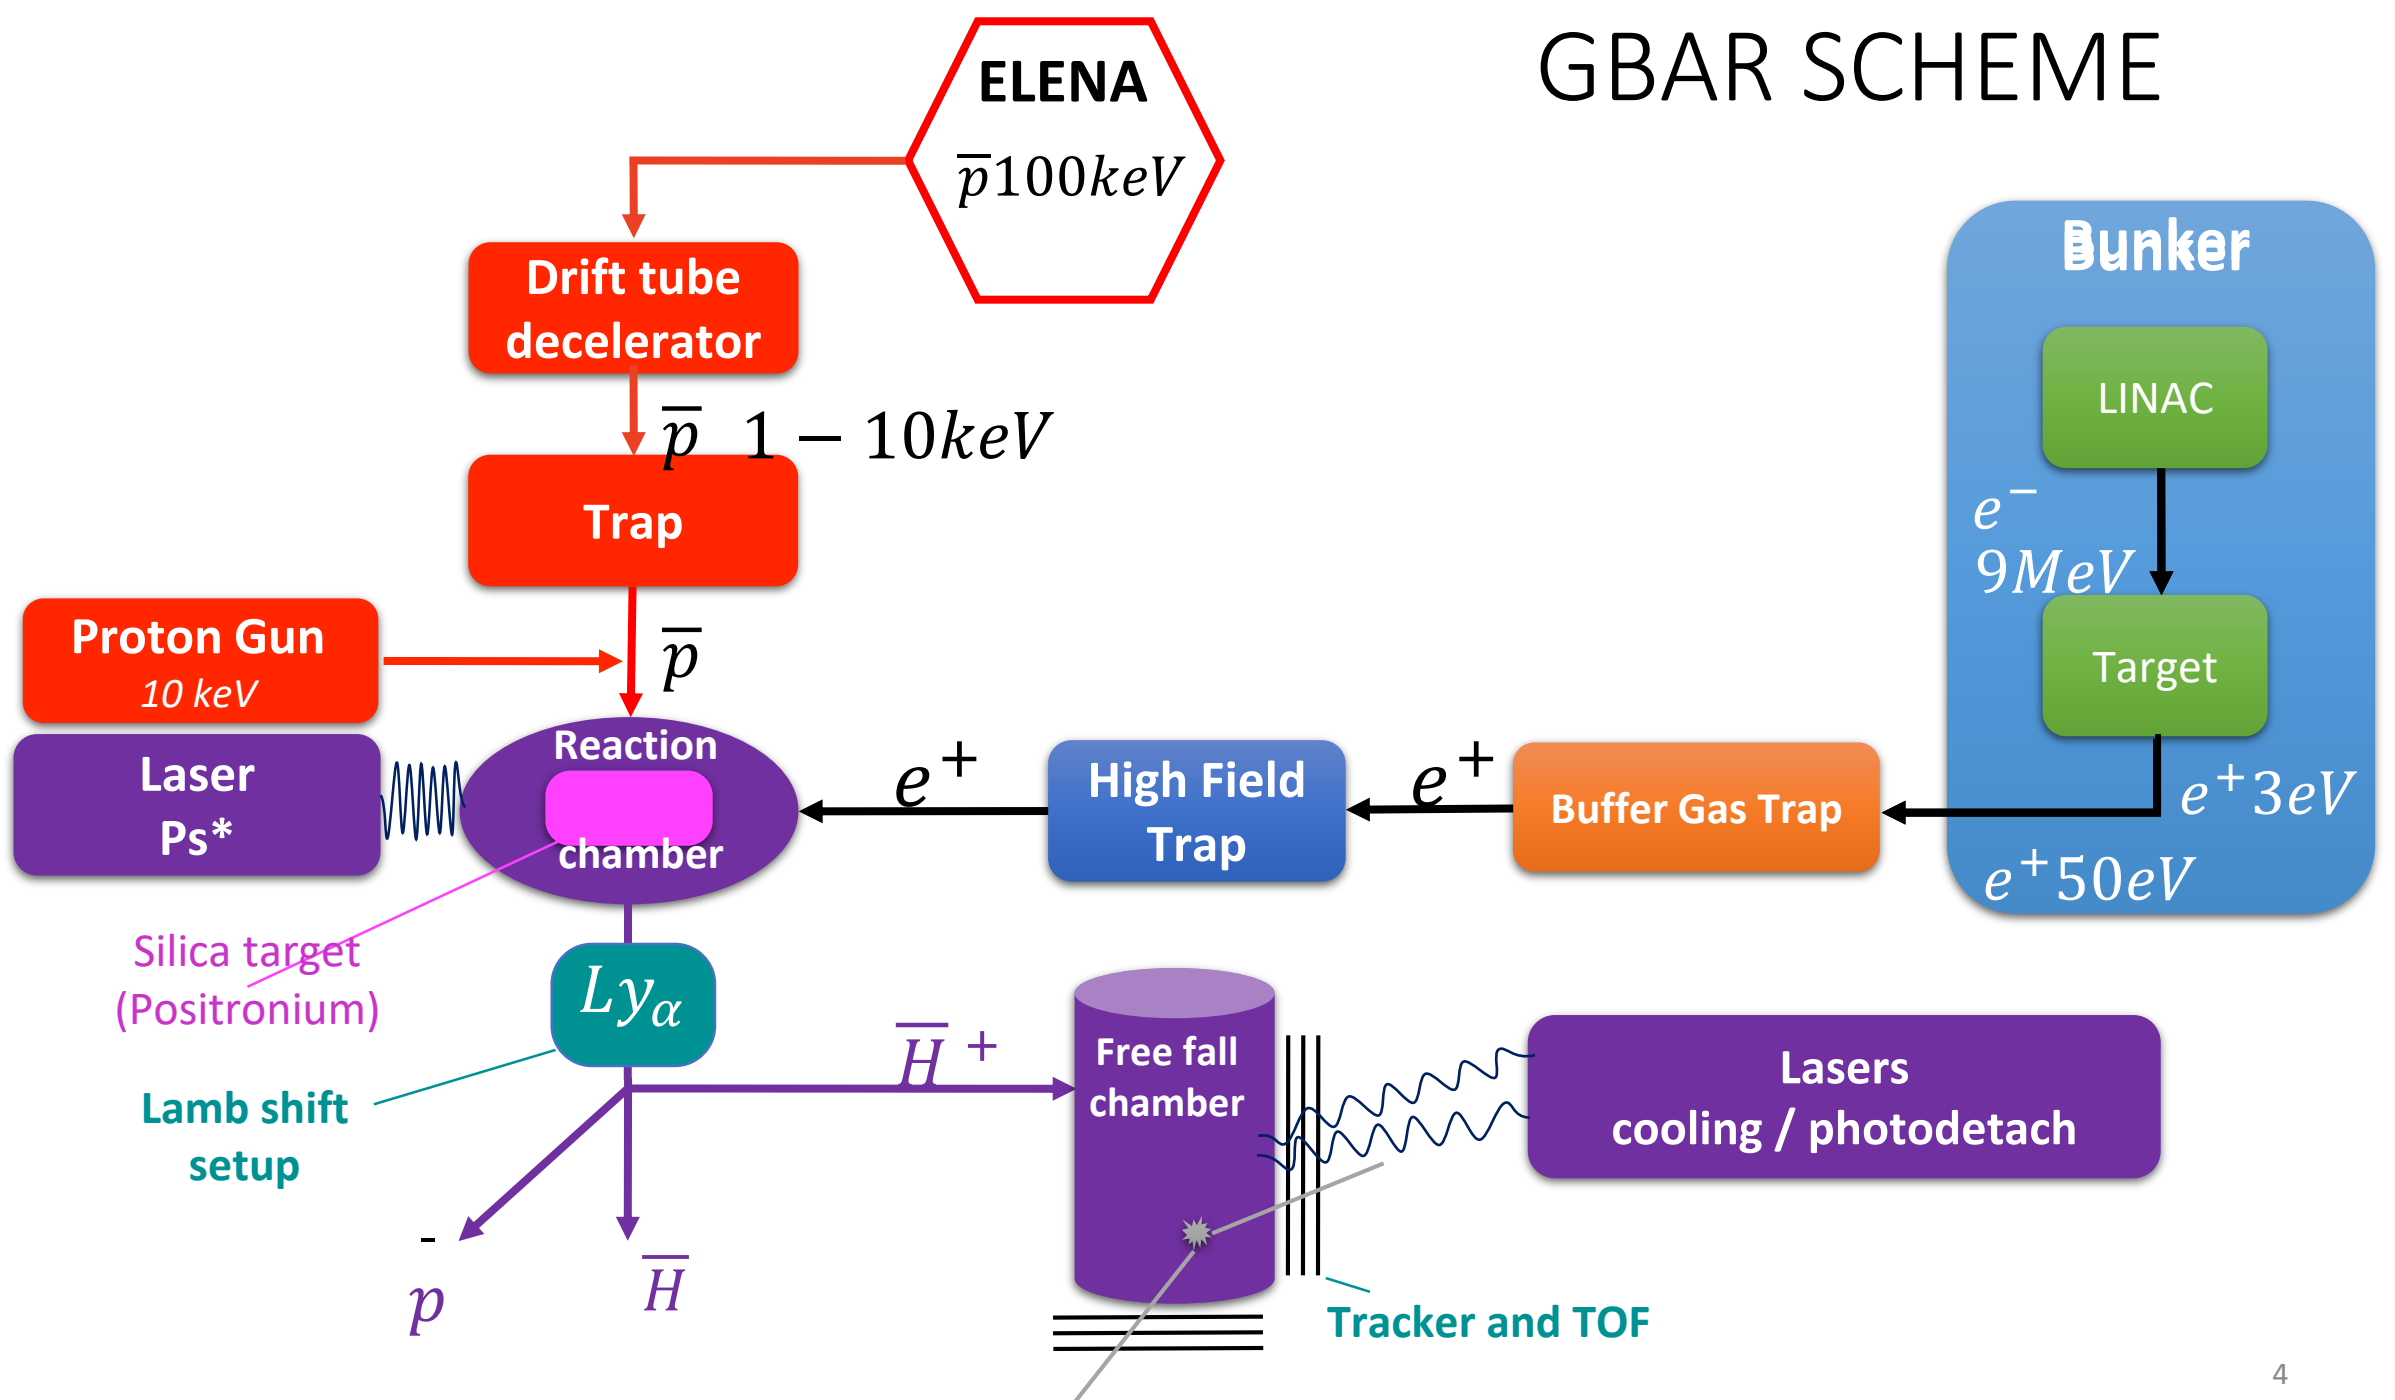 GBAR SCHEME
ELENA
p̅100keV
Drift tube
decelerator
p̅ 1 − 10keV
Trap
Proton Gun
10 keV
p̅
Laser
Ps*
Reaction
chamber
e⁺
High Field
Trap
e⁺
Buffer Gas Trap
Bunker
Bunker
LINAC
e⁻
9MeV
Target
e⁺3eV
e⁺50eV
Silica target
(Positronium)
Lyα
Lamb shift
setup
H̅⁺
Free fall
chamber
Lasers
cooling / photodetach
-
p
H̅
Tracker and TOF
4